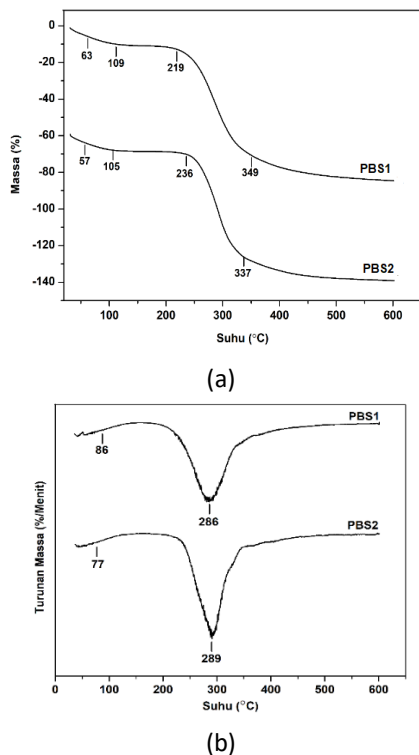 0
-20
-40
-60
-80
-100
-120
-140
Massa (%)
63
109
219
349
PBS1
57
105
236
337
PBS2
100 200 300 400 500 600
Suhu (°C)
(a)
Turunan Massa (%/Menit)
PBS1
86
286
PBS2
77
289
0 100 200 300 400 500 600
Suhu (°C)
(b)